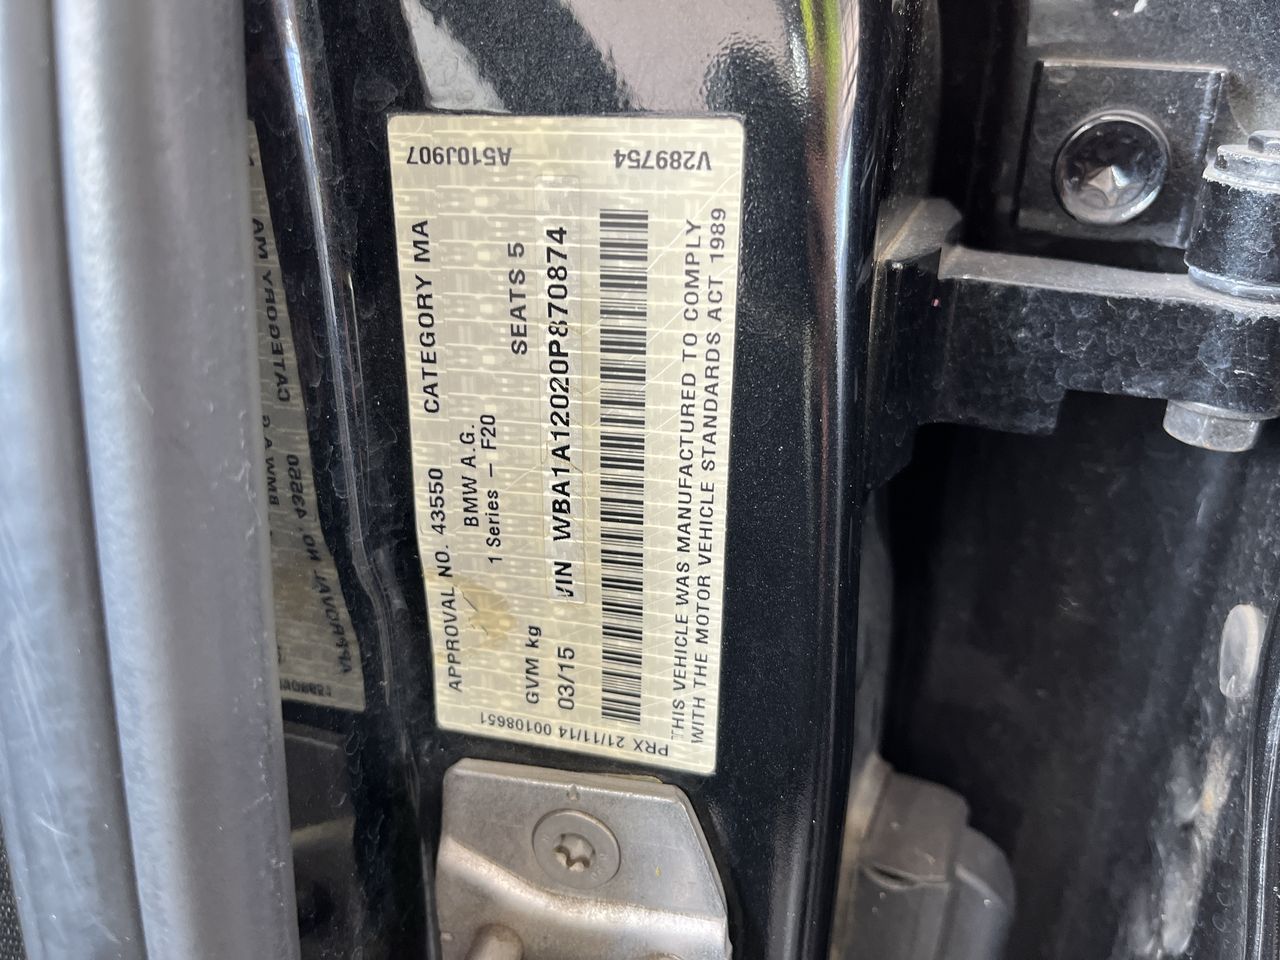 A510J907
V289754
APPROVAL NO. 43550 CATEGORY MA
BMW A.G.
1 Series – F20
GVM kg SEATS 5
03/15 VIN WBA1A12020P870874
THIS VEHICLE WAS MANUFACTURED TO COMPLY
WITH THE MOTOR VEHICLE STANDARDS ACT 1989
PRX 21/11/14 00108651